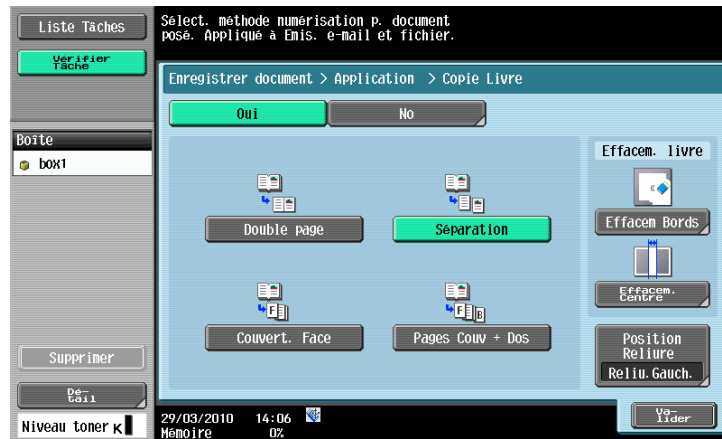 Liste Tâches
Vérifier
Tâche
Boîte
box1
Supprimer
Dé-
tail
Niveau toner K
Sélect. méthode numérisation p. document
posé. Appliqué à Emis. e-mail et fichier.
Enregistrer document > Application > Copie Livre
Oui
No
Double page
Séparation
F
Couvert. Face
F B
Pages Couv + Dos
Effacem. livre
Effacem Bords
Effacem.
Centre
Position
Reliure
Reliu.Gauch.
29/03/2010 14:06
Mémoire 0%
Va-
lider